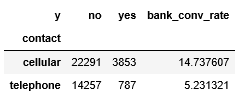 y no yes bank_conv_rate
contact
cellular 22291 3853 14.737607
telephone 14257 787 5.231321